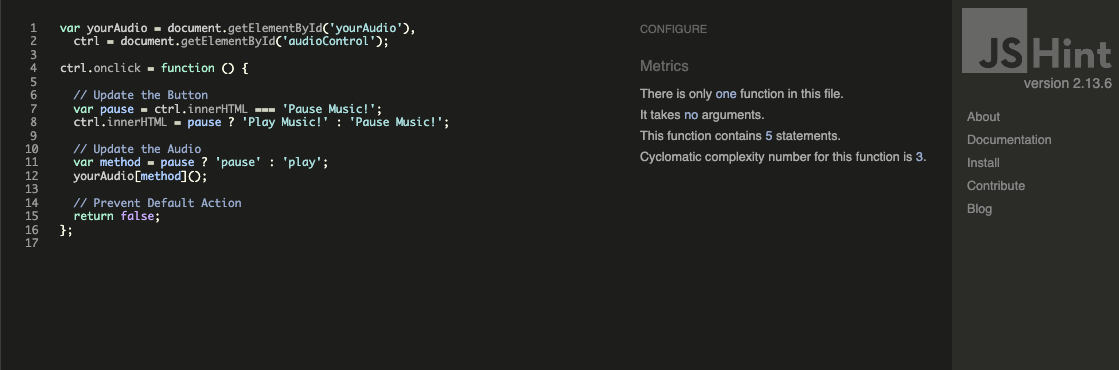 1 var yourAudio = document.getElementById('yourAudio'),
2   ctrl = document.getElementById('audioControl');
3
4 ctrl.onclick = function () {
5
6   // Update the Button
7   var pause = ctrl.innerHTML === 'Pause Music!';
8   ctrl.innerHTML = pause ? 'Play Music!' : 'Pause Music!';
9
10   // Update the Audio
11   var method = pause ? 'pause' : 'play';
12   yourAudio[method]();
13
14   // Prevent Default Action
15   return false;
16 };
17
CONFIGURE
Metrics
There is only one function in this file.
It takes no arguments.
This function contains 5 statements.
Cyclomatic complexity number for this function is 3.
JSHint
version 2.13.6
About
Documentation
Install
Contribute
Blog